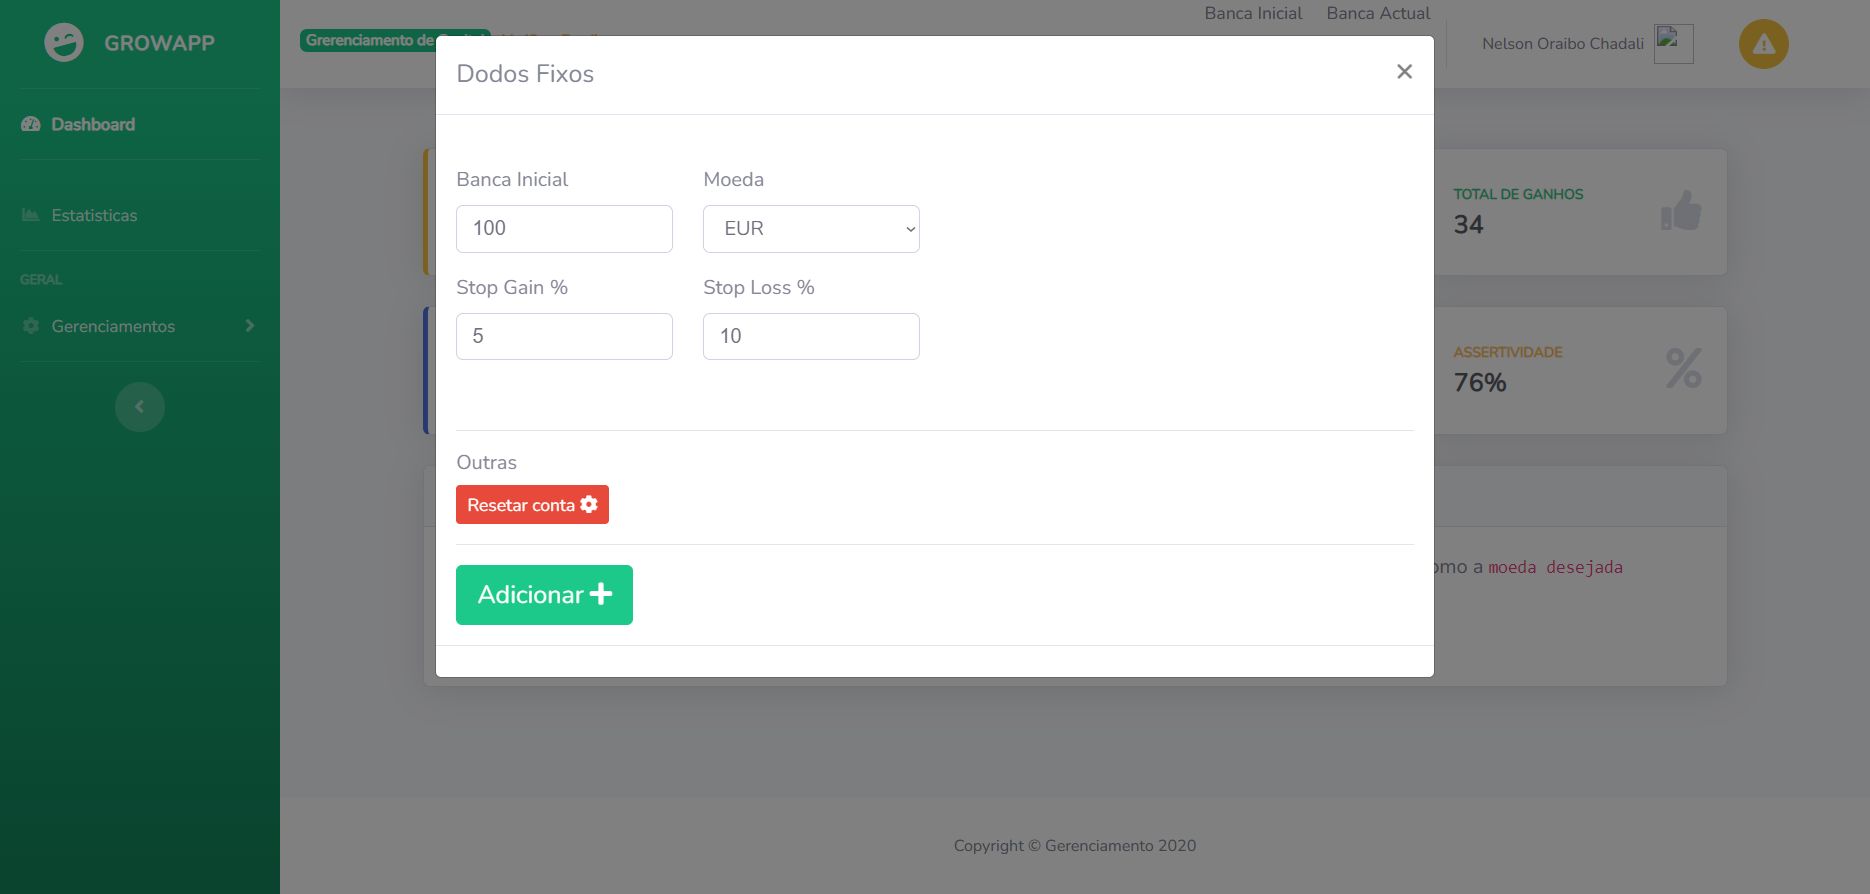 GROWAPP
Dashboard
Estatisticas
GERAL
Gerenciamentos
Banca Inicial
Banca Actual
Grerenciamento de
Nelson Oraibo Chadali
Dodos Fixos
×
Banca Inicial
Moeda
100
EUR
Stop Gain %
Stop Loss %
5
10
Outras
Resetar conta
Adicionar
TOTAL DE GANHOS
34
ASSERTIVIDADE
76%
omo a moeda desejada
Copyright © Gerenciamento 2020